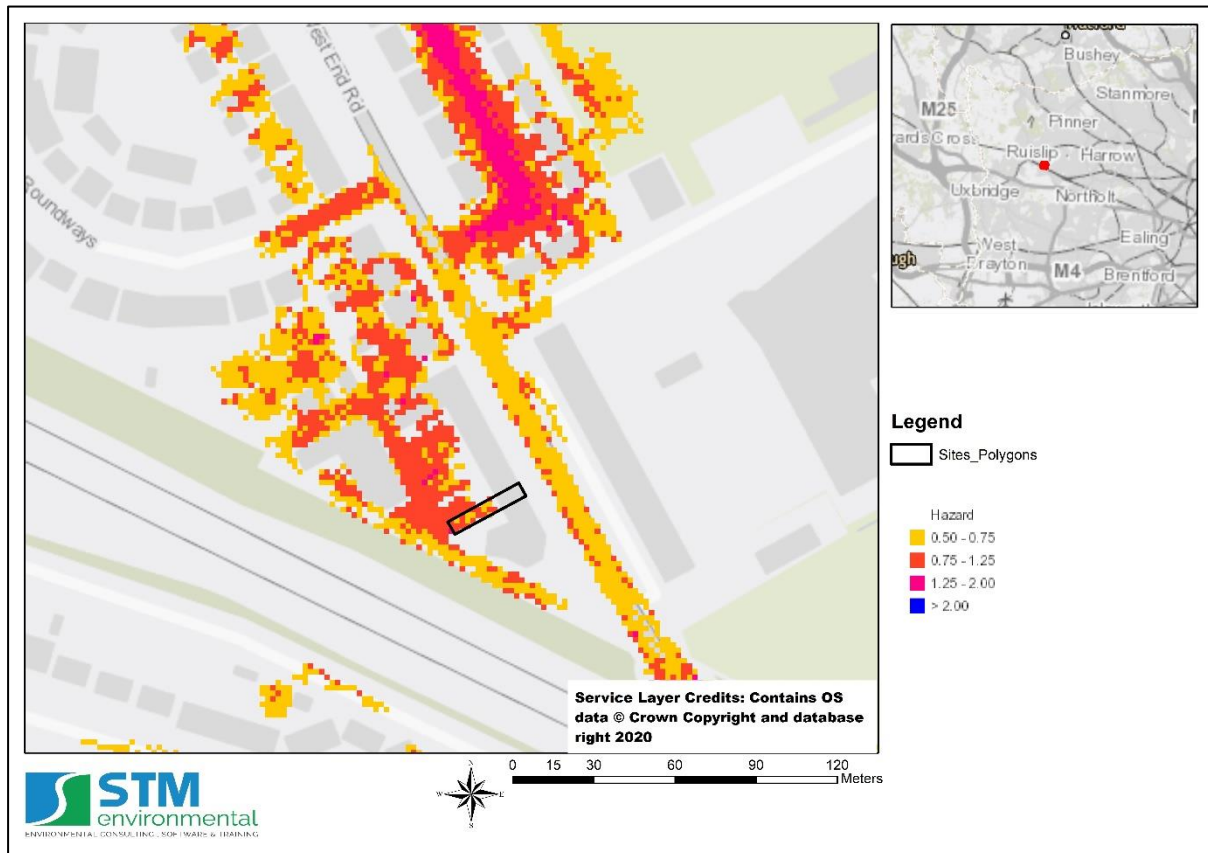 West End Rd
Roundways
Service Layer Credits: Contains OS
data © Crown Copyright and database
right 2020
Bushey
Stanmore
M25
Pinner
Ruislip
Harrow
Uxbridge
Northolt
Ealing
West
Drayton
M4
Brentford
Legend
Sites_Polygons
Hazard
0.50 - 0.75
0.75 - 1.25
1.25 - 2.00
> 2.00
STM
environmental
ENVIRONMENTAL CONSULTING, SOFTWARE & TRAINING
N
W
E
S
0 15 30 60 90 120
Meters